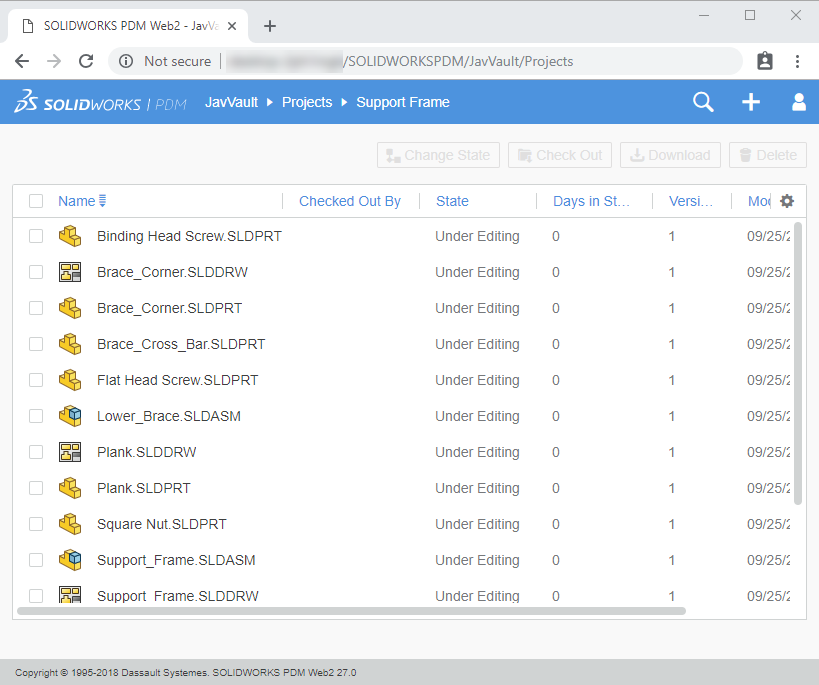 SOLIDWORKS PDM Web2 - JavVa
Not secure
/SOLIDWORKSPDM/JavVault/Projects
SOLIDWORKS | PDM JavVault Projects Support Frame
Change State Check Out Download Delete
Name Checked Out By State Days in St... Versi... Mo
Binding Head Screw.SLDPRT Under Editing 0 1 09/25/2
Brace_Corner.SLDDRW Under Editing 0 1 09/25/2
Brace_Corner.SLDPRT Under Editing 0 1 09/25/2
Brace_Cross_Bar.SLDPRT Under Editing 0 1 09/25/2
Flat Head Screw.SLDPRT Under Editing 0 1 09/25/2
Lower_Brace.SLDASM Under Editing 0 1 09/25/2
Plank.SLDDRW Under Editing 0 1 09/25/2
Plank.SLDPRT Under Editing 0 1 09/25/2
Square Nut.SLDPRT Under Editing 0 1 09/25/2
Support_Frame.SLDASM Under Editing 0 1 09/25/2
Support_Frame.SLDDRW Under Editing 0 1 09/25/2
Copyright © 1995-2018 Dassault Systemes. SOLIDWORKS PDM Web2 27.0